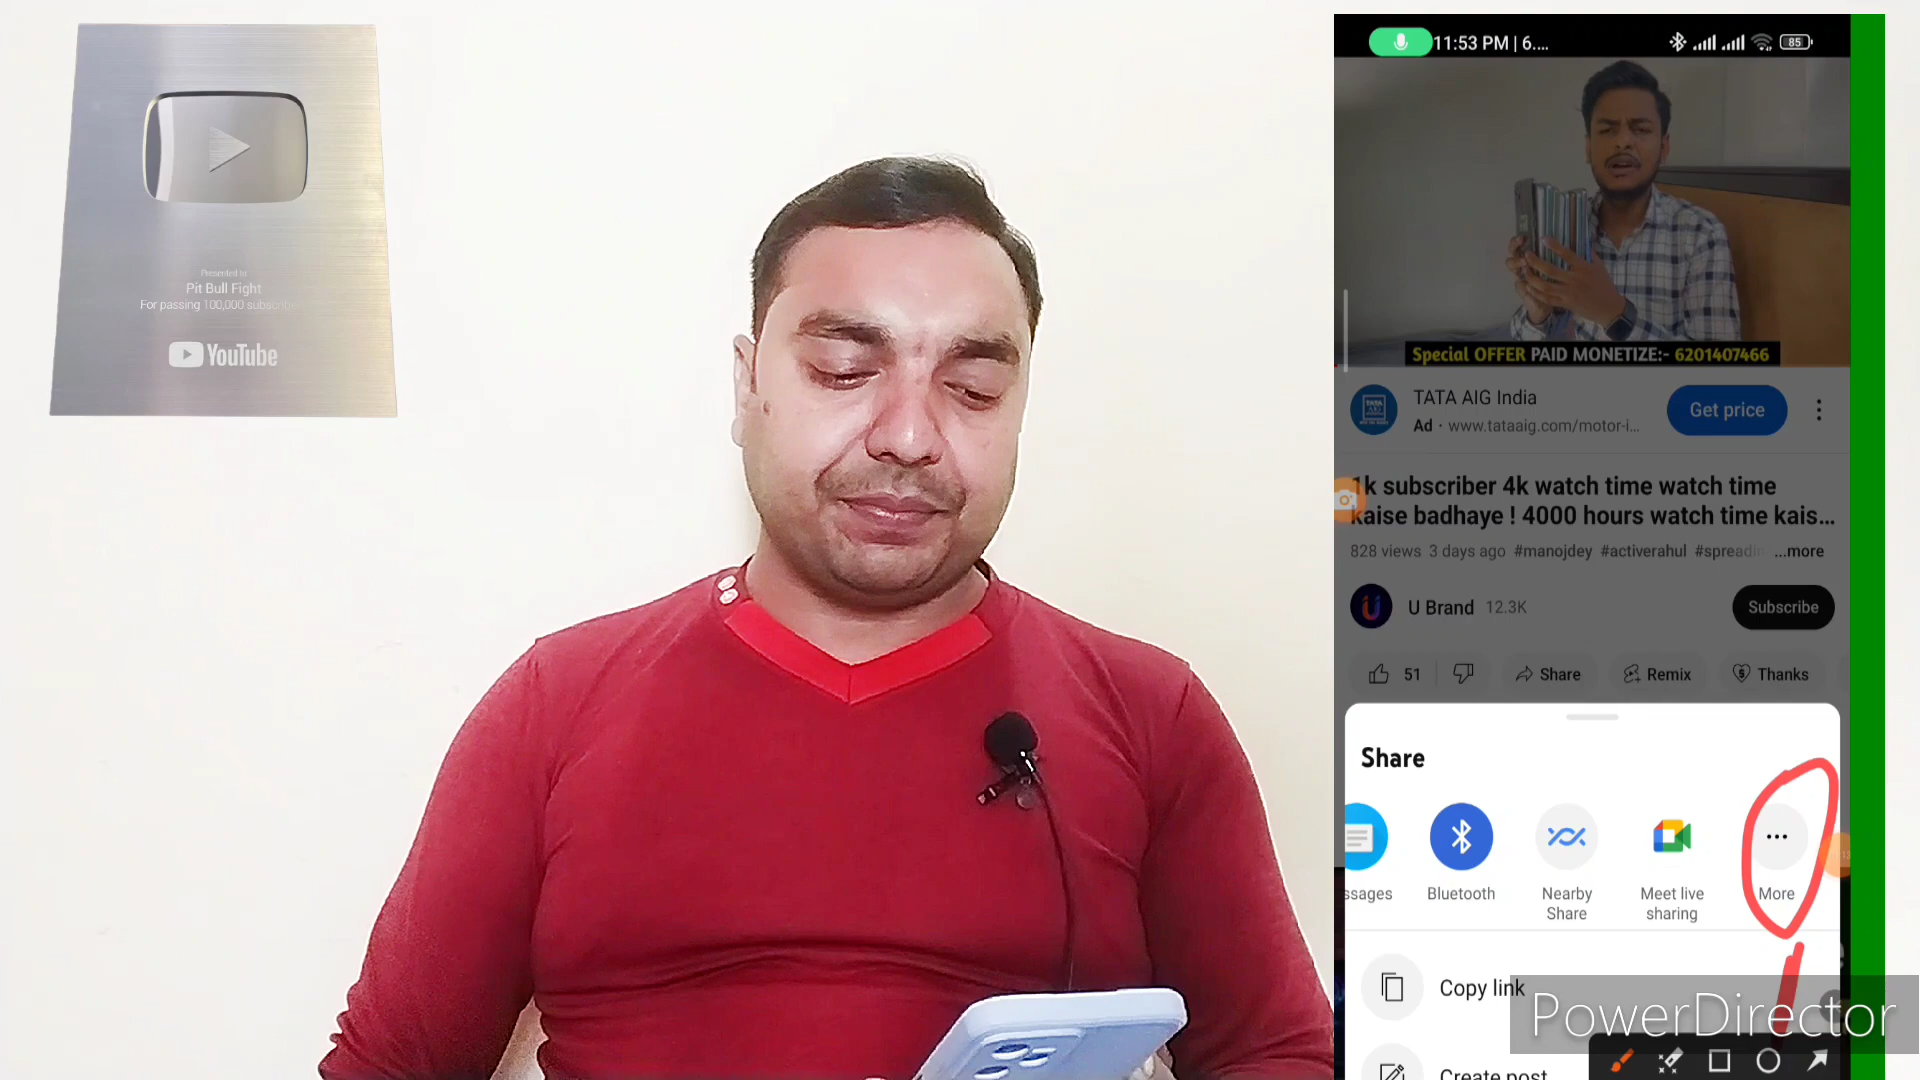 Presented to
Pit Bull Fight
For passing 100,000
YouTube
11:53 PM | 6....
85
Special OFFER PAID MONETIZE:- 6201407466
TATA AIG India
Ad · www.tataaig.com/motor-i...
Get price
1k subscriber 4k watch time watch time
kaise badhaye ! 4000 hours watch time kais...
828 views 3 days ago #manojdey #activerahul #spreadin ...more
U Brand 12.3K
Subscribe
51
Share
Remix
Thanks
Share
ssages
Bluetooth
Nearby
Share
Meet live
sharing
More
Copy link
Create post
PowerDirector